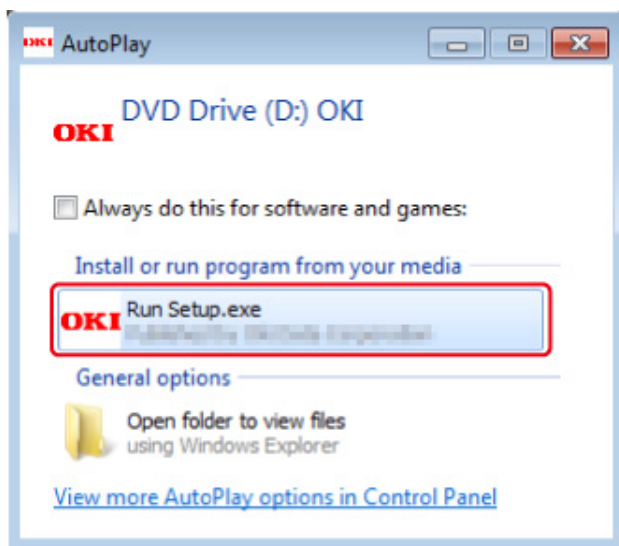 OKI AutoPlay
DVD Drive (D:) OKI
OKI
Always do this for software and games:
Install or run program from your media
OKI Run Setup.exe
General options
Open folder to view files
using Windows Explorer
View more AutoPlay options in Control Panel